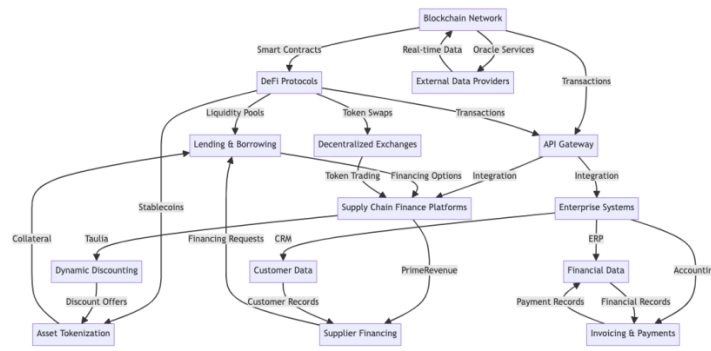 Blockchain Network
Smart Contracts
Real-time Data
Oracle Services
DeFi Protocols
External Data Providers
Transactions
Liquidity Pools
Token Swaps
Transactions
Lending & Borrowing
Decentralized Exchanges
API Gateway
Token Trading
Financing Options
Integration
Integration
Stablecoins
Supply Chain Finance Platforms
Enterprise Systems
Collateral
Taulia
Financing Requests
CRM
ERP
Dynamic Discounting
Customer Data
PrimeRevenue
Financial Data
Accounting
Discount Offers
Customer Records
Payment Records
Financial Records
Asset Tokenization
Supplier Financing
Invoicing & Payments